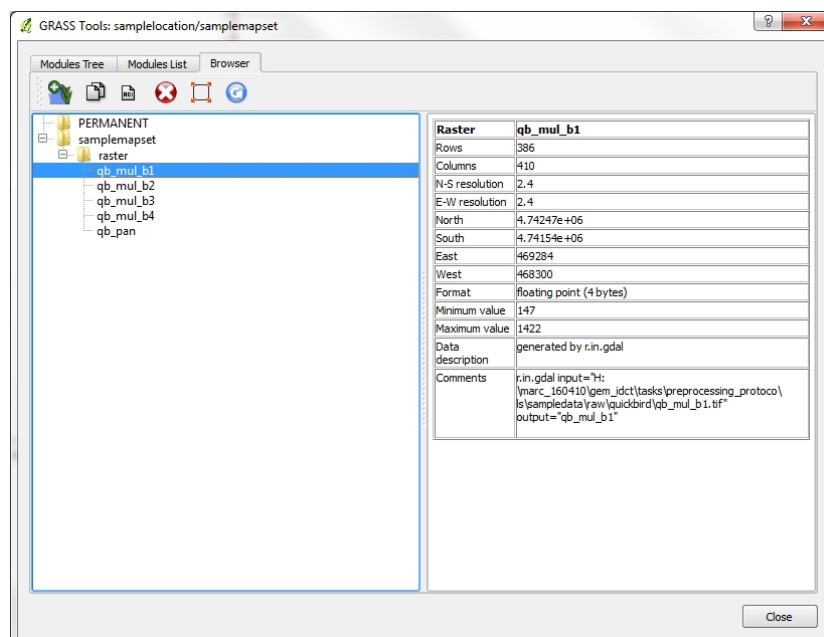 GRASS Tools: samplelocation/samplemapset
Modules Tree Modules List Browser
PERMANENT
samplemapset
raster
qb_mul_b1
qb_mul_b2
qb_mul_b3
qb_mul_b4
qb_pan
Raster qb_mul_b1
Rows 386
Columns 410
N-S resolution 2.4
E-W resolution 2.4
North 4.74247e+06
South 4.74154e+06
East 469284
West 468300
Format floating point (4 bytes)
Minimum value 147
Maximum value 1422
Data description generated by r.in.gdal
Comments r.in.gdal input="H:
\marc_160410\gem_idct\tasks\preprocessing_protoco\
ls\sampledata\raw\quickbird\qb_mul_b1.tif"
output="qb_mul_b1"
Close